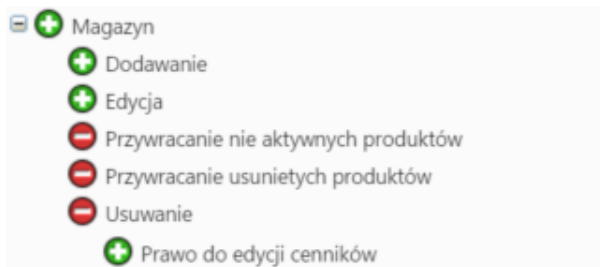 Magazyn
Dodawanie
Edycja
Przywracanie nie aktywnych produktów
Przywracanie usunietych produktów
Usuwanie
Prawo do edycji cenników